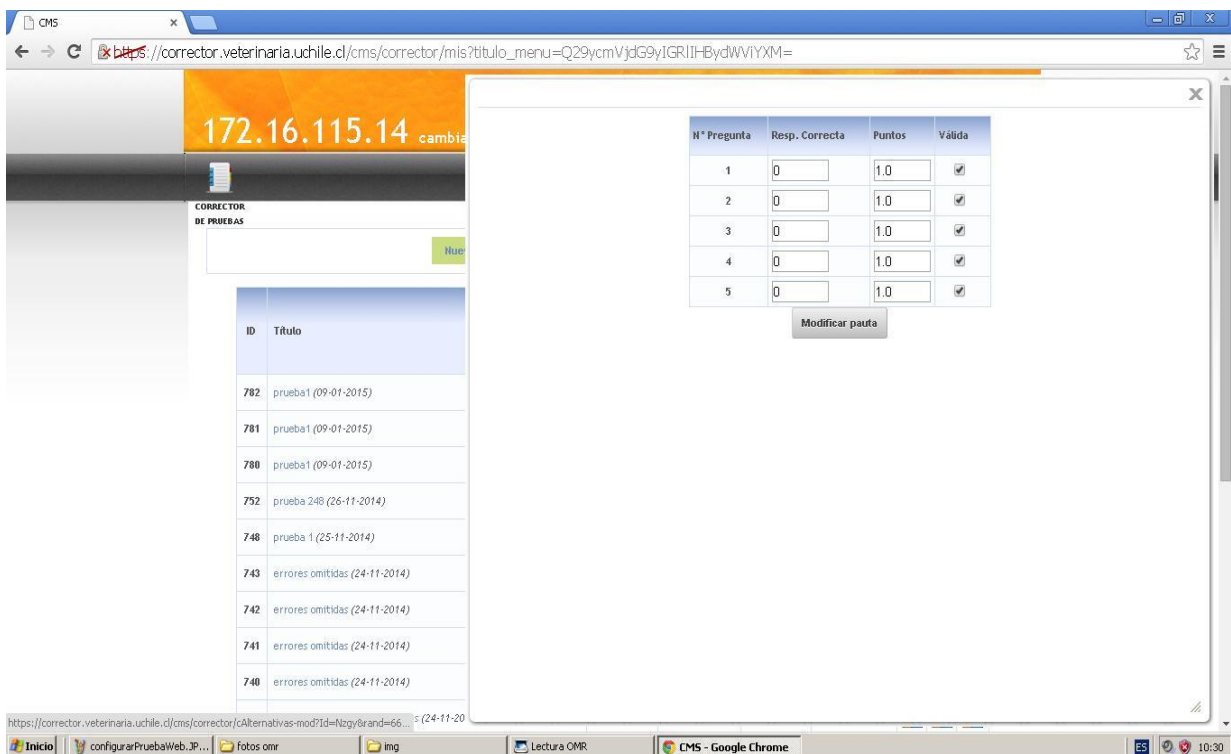 CMS
https://corrector.veterinaria.uchile.cl/cms/corrector/mis?titulo_menu=Q29ycmVjdG9yIGRlIHBydWViYXM=
172.16.115.14 cambia
CORRECTOR
DE PRUEBAS
Nue
ID Título
782 prueba1 (09-01-2015)
781 prueba1 (09-01-2015)
780 prueba1 (09-01-2015)
752 prueba 248 (26-11-2014)
748 prueba 1 (25-11-2014)
743 errores omitidas (24-11-2014)
742 errores omitidas (24-11-2014)
741 errores omitidas (24-11-2014)
740 errores omitidas (24-11-2014)
s (24-11-20
N° Pregunta Resp. Correcta Puntos Válida
1 0 1.0
2 0 1.0
3 0 1.0
4 0 1.0
5 0 1.0
Modificar pauta
https://corrector.veterinaria.uchile.cl/cms/corrector/cAlternativas-mod?Id=Nzgy&rand=66...
Inicio configurarPruebaWeb.JP... fotos omr img Lectura OMR CMS - Google Chrome ES 10:30